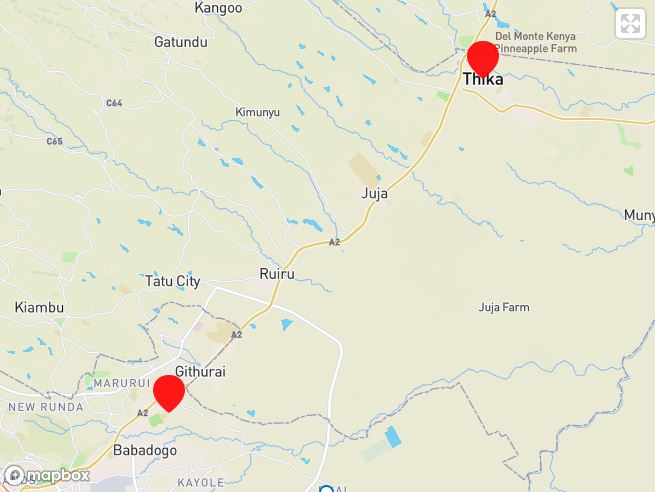 Kangoo
A2
Del Monte Kenya
Pinneapple Farm
Gatundu
Thika
C64
Kimunyu
C65
Juja
Muny
A2
Ruiru
Tatu City
Kiambu
Juja Farm
A2
Githurai
MARURUI
NEW RUNDA
A2
Babadogo
KAYOLE
mapbox